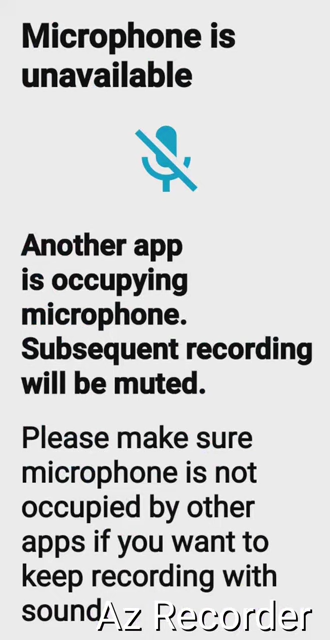 Microphone is
unavailable
Another app
is occupying
microphone.
Subsequent recording
will be muted.
Please make sure
microphone is not
occupied by other
apps if you want to
keep recording with
sound.
Az Recorder